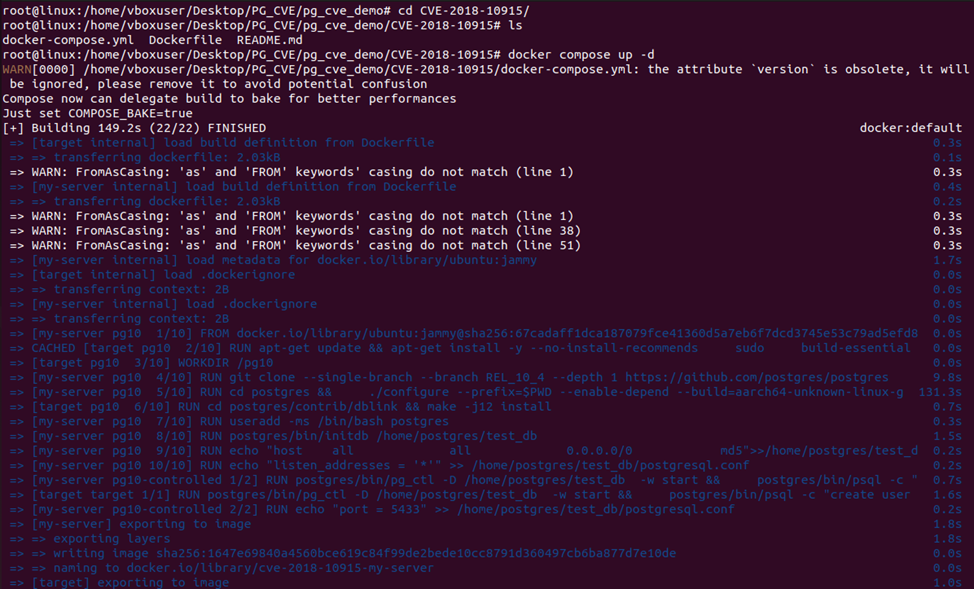 root@linux:/home/vboxuser/Desktop/PG_CVE/pg_cve_demo# cd CVE-2018-10915/
root@linux:/home/vboxuser/Desktop/PG_CVE/pg_cve_demo/CVE-2018-10915# ls
docker-compose.yml  Dockerfile  README.md
root@linux:/home/vboxuser/Desktop/PG_CVE/pg_cve_demo/CVE-2018-10915# docker compose up -d
WARN[0000] /home/vboxuser/Desktop/PG_CVE/pg_cve_demo/CVE-2018-10915/docker-compose.yml: the attribute `version` is obsolete, it will
 be ignored, please remove it to avoid potential confusion
Compose now can delegate build to bake for better performances
Just set COMPOSE_BAKE=true
[+] Building 149.2s (22/22) FINISHED docker:default
 => [target internal] load build definition from Dockerfile 0.3s
 => => transferring dockerfile: 2.03kB 0.1s
 => WARN: FromAsCasing: 'as' and 'FROM' keywords' casing do not match (line 1) 0.3s
 => [my-server internal] load build definition from Dockerfile 0.4s
 => => transferring dockerfile: 2.03kB 0.2s
 => WARN: FromAsCasing: 'as' and 'FROM' keywords' casing do not match (line 1) 0.3s
 => WARN: FromAsCasing: 'as' and 'FROM' keywords' casing do not match (line 38) 0.3s
 => WARN: FromAsCasing: 'as' and 'FROM' keywords' casing do not match (line 51) 0.3s
 => [my-server internal] load metadata for docker.io/library/ubuntu:jammy 1.7s
 => [target internal] load .dockerignore 0.0s
 => => transferring context: 2B 0.0s
 => [my-server internal] load .dockerignore 0.0s
 => => transferring context: 2B 0.0s
 => [my-server pg10  1/10] FROM docker.io/library/ubuntu:jammy@sha256:67cadaff1dca187079fce41360d5a7eb6f7dcd3745e53c79ad5efd8 0.0s
 => CACHED [target pg10  2/10] RUN apt-get update && apt-get install -y --no-install-recommends     sudo     build-essential 0.0s
 => [target pg10  3/10] WORKDIR /pg10 0.0s
 => [my-server pg10  4/10] RUN git clone --single-branch --branch REL_10_4 --depth 1 https://github.com/postgres/postgres 9.8s
 => [my-server pg10  5/10] RUN cd postgres &&     ./configure --prefix=$PWD --enable-depend --build=aarch64-unknown-linux-g 131.3s
 => [target pg10  6/10] RUN cd postgres/contrib/dblink && make -j12 install 0.7s
 => [my-server pg10  7/10] RUN useradd -ms /bin/bash postgres 0.3s
 => [my-server pg10  8/10] RUN postgres/bin/initdb /home/postgres/test_db 1.5s
 => [my-server pg10  9/10] RUN echo "host    all             all             0.0.0.0/0            md5">>/home/postgres/test_d 0.2s
 => [my-server pg10 10/10] RUN echo "listen_addresses = '*'" >> /home/postgres/test_db/postgresql.conf 0.2s
 => [my-server pg10-controlled 1/2] RUN postgres/bin/pg_ctl -D /home/postgres/test_db  -w start &&     postgres/bin/psql -c " 0.7s
 => [target target 1/1] RUN postgres/bin/pg_ctl -D /home/postgres/test_db  -w start &&     postgres/bin/psql -c "create user 1.6s
 => [my-server pg10-controlled 2/2] RUN echo "port = 5433" >> /home/postgres/test_db/postgresql.conf 0.2s
 => [my-server] exporting to image 1.8s
 => => exporting layers 1.8s
 => => writing image sha256:1647e69840a4560bce619c84f99de2bede10cc8791d360497cb6ba877d7e10de 0.0s
 => => naming to docker.io/library/cve-2018-10915-my-server 0.0s
 => [target] exporting to image 1.0s